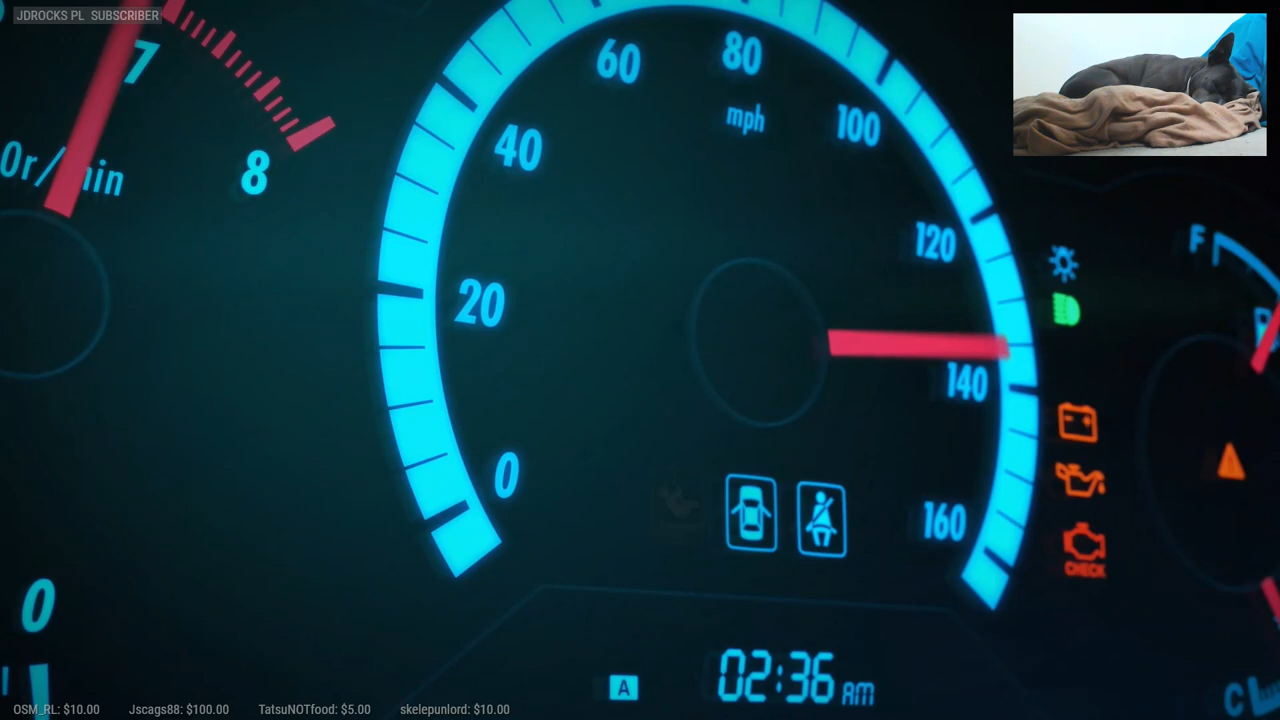 JDROCKS PL SUBSCRIBER
7
8
0r/min
0
0
20
40
60
80
100
120
140
160
mph
F
CHECK
A
02:36 AM
C
OSM_RL: $10.00 Jscags88: $100.00 TatsuNOTfood: $5.00 skelepunlord: $10.00